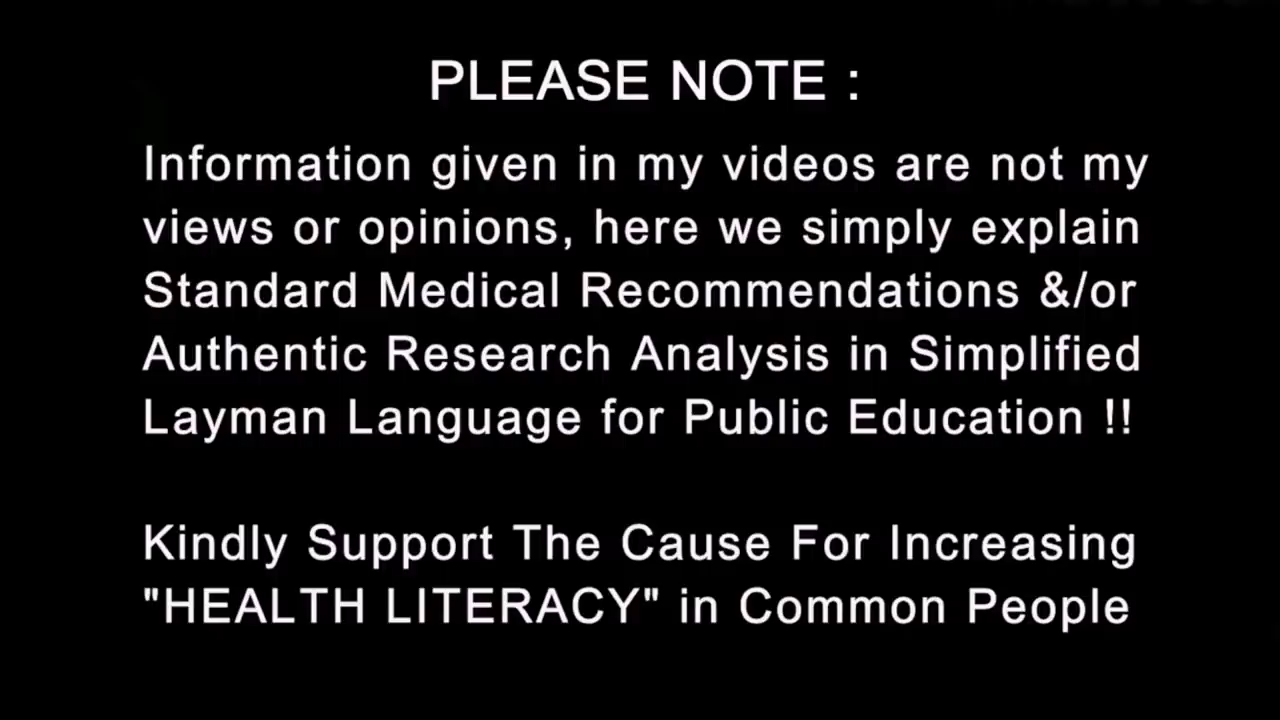 PLEASE NOTE :
Information given in my videos are not my
views or opinions, here we simply explain
Standard Medical Recommendations &/or
Authentic Research Analysis in Simplified
Layman Language for Public Education !!
Kindly Support The Cause For Increasing
"HEALTH LITERACY" in Common People